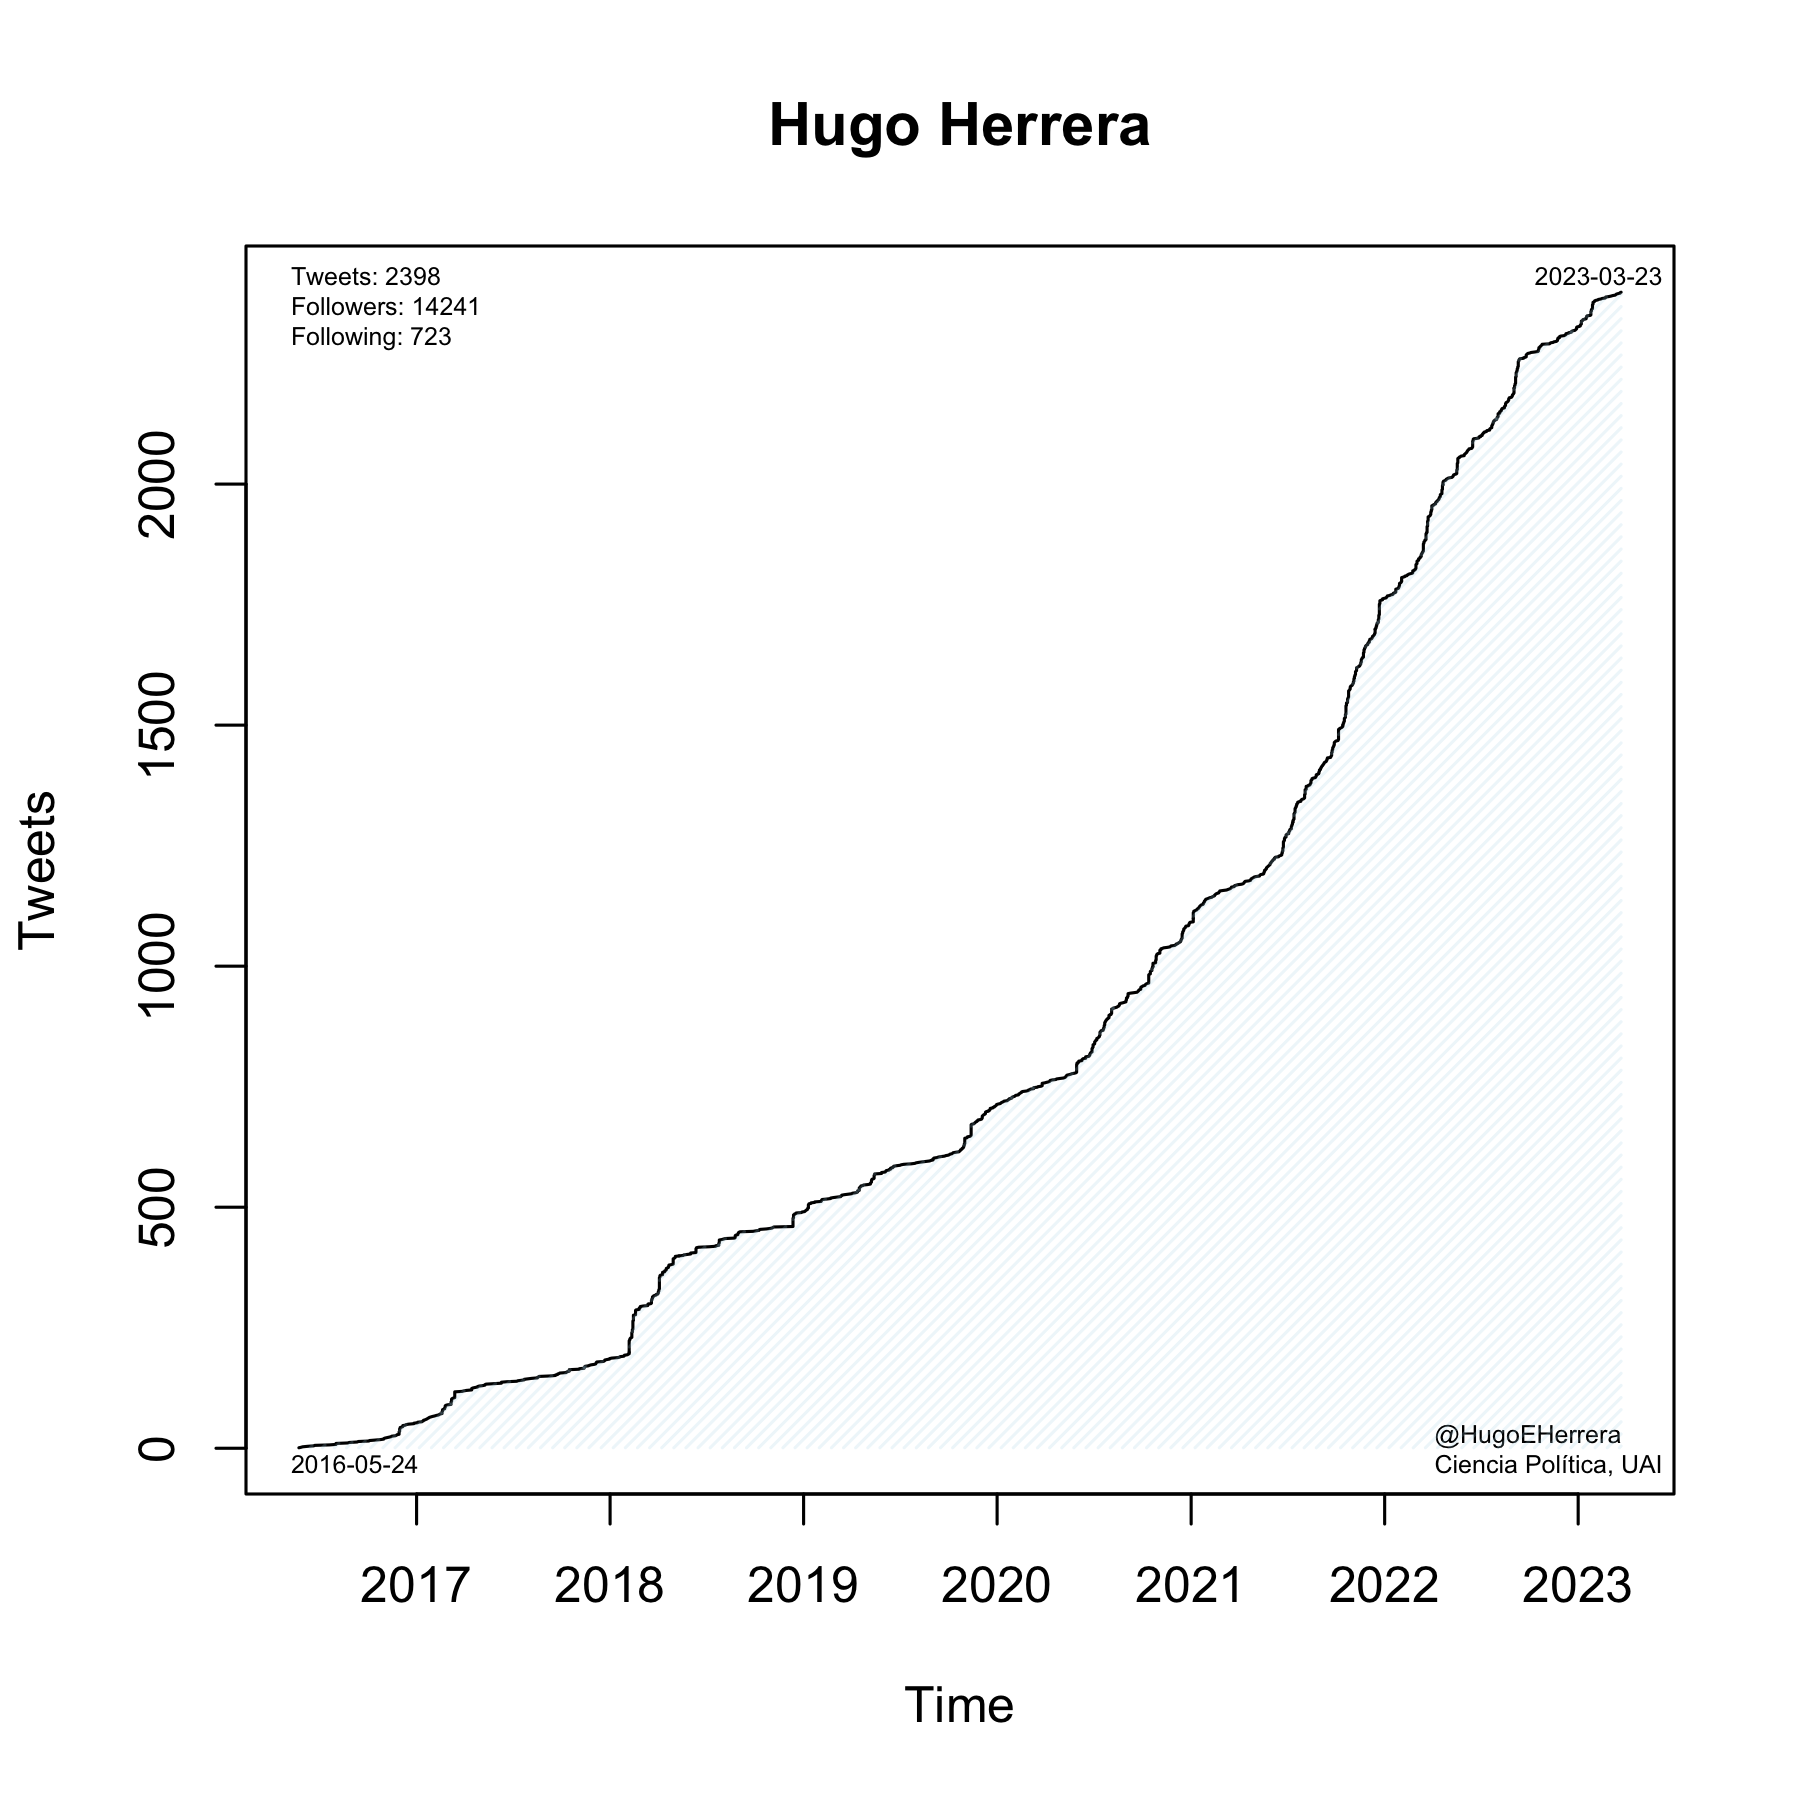 Hugo Herrera
Tweets: 2398
Followers: 14241
Following: 723
2023-03-23
Tweets
2000
1500
1000
500
0
2016-05-24
@HugoEHerrera
Ciencia Política, UAI
2017
2018
2019
2020
2021
2022
2023
Time